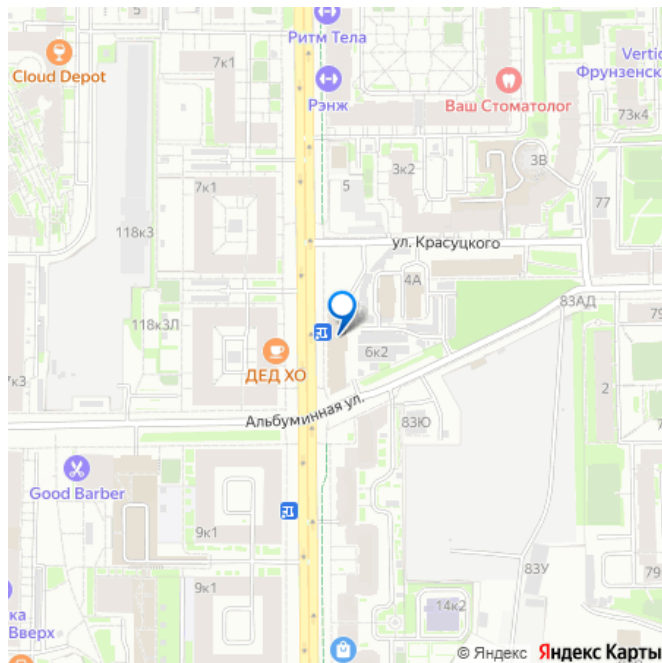 Ритм Тела
5
7к1
Cloud Depot
Рэнж
Ваш Стоматолог
Vertic
Фрунзенск
73к4
3к2
3В
5
7к1
77
118к3
ул. Красуцкого
4А
83АД
79
118к3Л
6к2
ДЕД ХО
7к3
2
Альбуминная ул.
83Ю
Good Barber
9к1
83У
79
9к1
14к2
ка
Вверх
© Яндекс Яндекс Карты